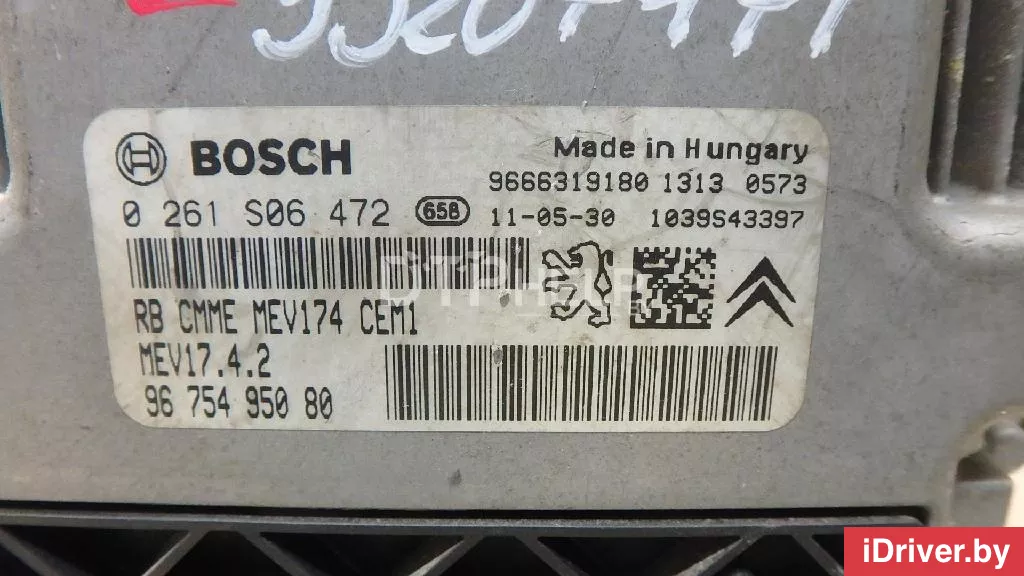 BOSCH
Made in Hungary
9666319180 1313 0573
0 261 S06 472 658 11-05-30 1039S43397
RB CMME MEV174 CEM1
MEV17.4.2
96 754 950 80
iDriver.by